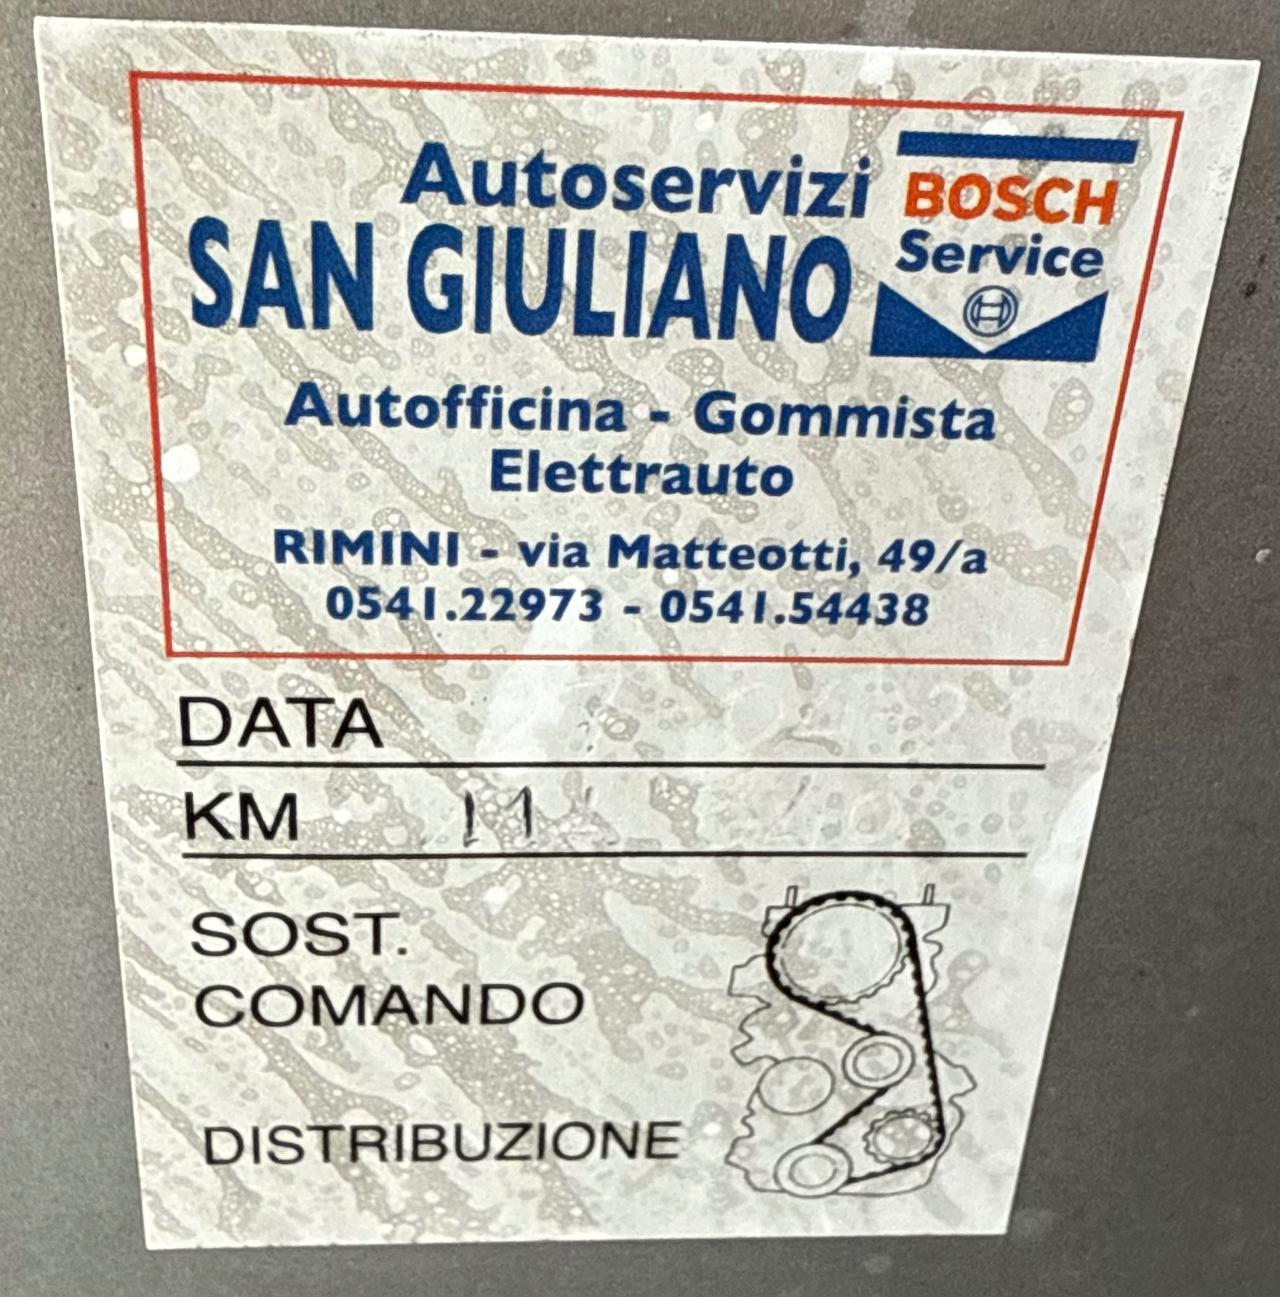 Autoservizi
SAN GIULIANO
BOSCH
Service
Autofficina - Gommista
Elettrauto
RIMINI - via Matteotti, 49/a
0541.22973 - 0541.54438
DATA
KM 11
SOST.
COMANDO
DISTRIBUZIONE